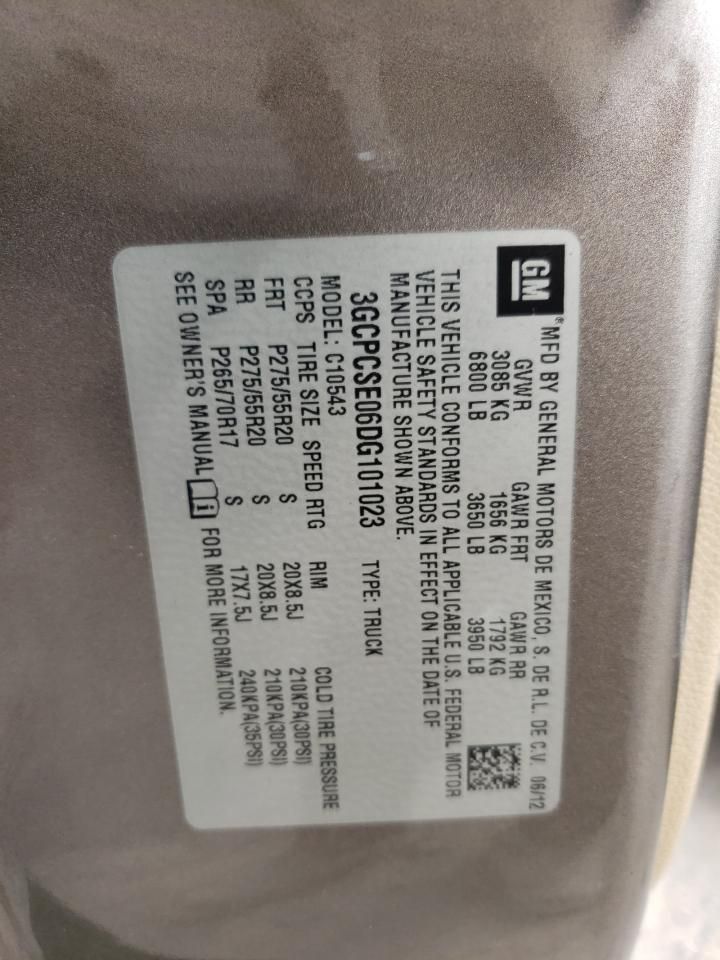 GM
® MFD BY GENERAL MOTORS DE MEXICO, S. DE R.L. DE C.V. 06/12
GVWR GAWR FRT GAWR RR
3085 KG 1656 KG 1792 KG
6800 LB 3650 LB 3950 LB
THIS VEHICLE CONFORMS TO ALL APPLICABLE U.S. FEDERAL MOTOR
VEHICLE SAFETY STANDARDS IN EFFECT ON THE DATE OF
MANUFACTURE SHOWN ABOVE.
3GCPCSE06DG101023 TYPE: TRUCK
MODEL: C10543
CCPS TIRE SIZE SPEED RTG RIM COLD TIRE PRESSURE
FRT P275/55R20 S 20X8.5J 210KPA(30PSI)
RR P275/55R20 S 20X8.5J 210KPA(30PSI)
SPA P265/70R17 S 17X7.5J 240KPA(35PSI)
SEE OWNER'S MANUAL i FOR MORE INFORMATION.